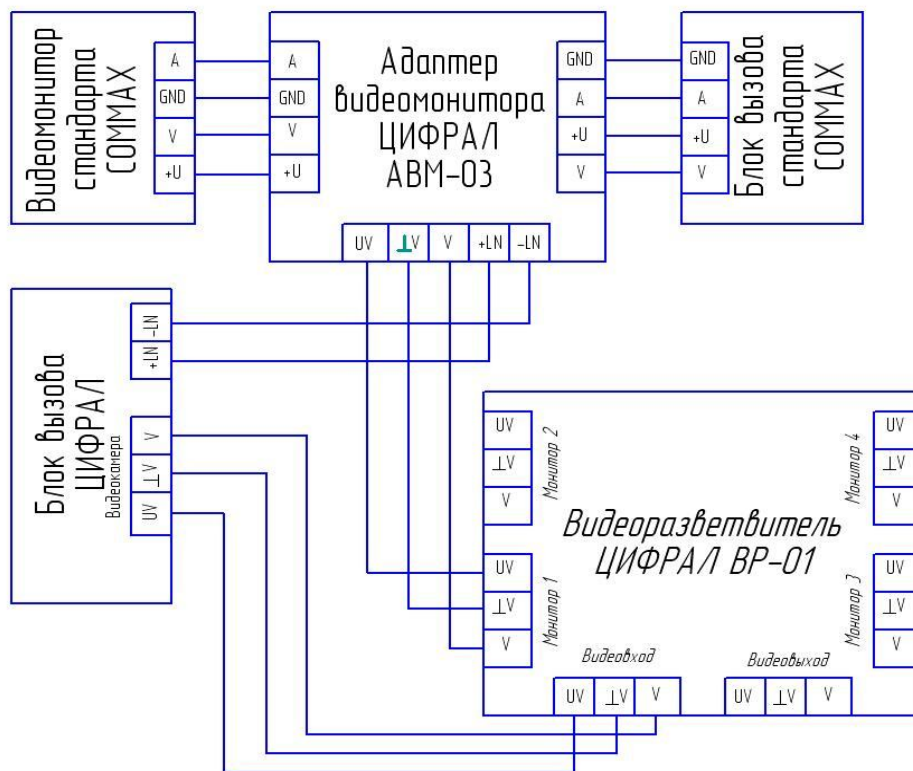 Видеомонитор
стандарта
COMMAX
A
GND
V
+U
A
GND
V
+U
Адаптер
видеомонитора
ЦИФРАЛ
АВМ-03
GND
A
+U
V
GND
A
+U
V
Блок вызова
стандарта
COMMAX
UV
⊥V
V
+LN
-LN
Блок вызова
ЦИФРАЛ
Видеокамера
-LN
+LN
V
⊥V
UV
UV
⊥V
V
Монитор 2
Монитор 4
UV
⊥V
V
Видеоразветвитель
ЦИФРАЛ ВР-01
UV
⊥V
V
Монитор 1
Монитор 3
UV
⊥V
V
Видеовход
UV
⊥V
V
Видеовыход
UV
⊥V
V